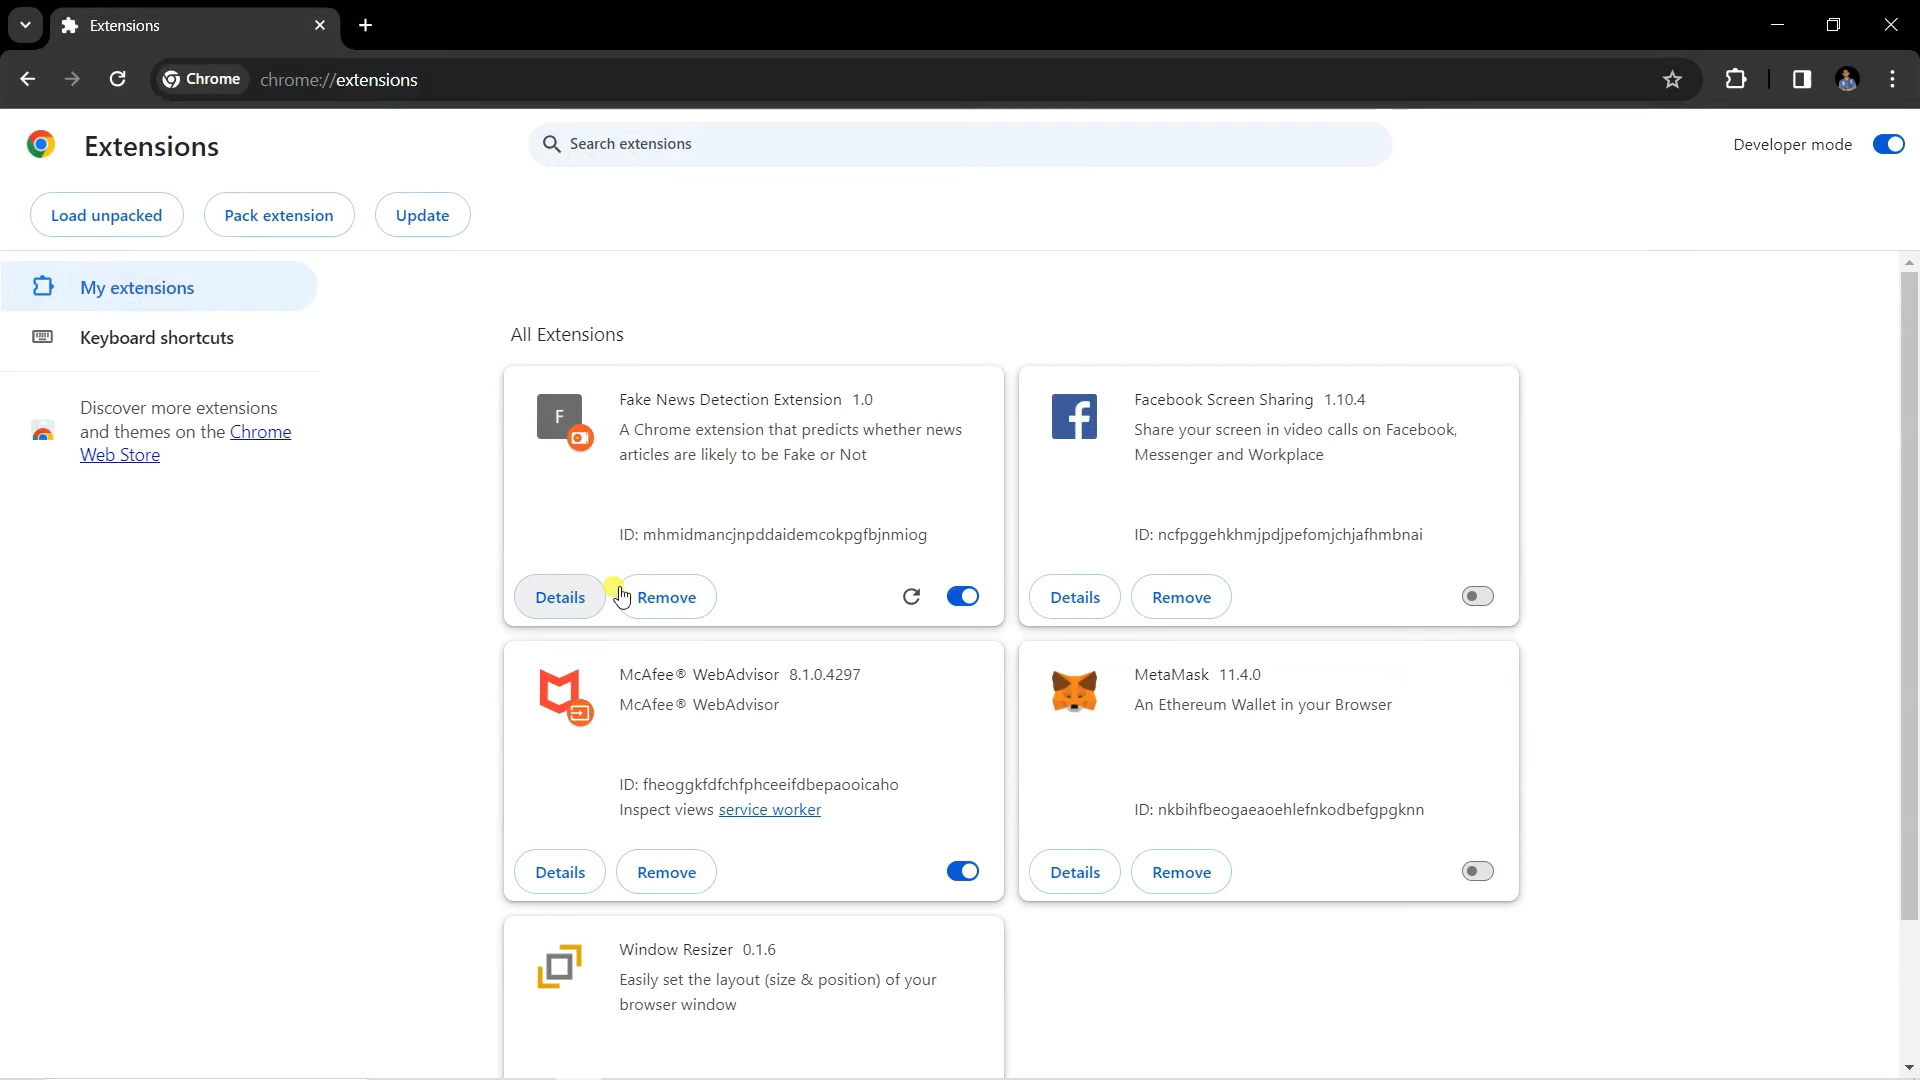 Extensions
Chrome chrome://extensions
Extensions
Search extensions
Developer mode
Load unpacked
Pack extension
Update
My extensions
Keyboard shortcuts
Discover more extensions
and themes on the Chrome
Web Store
All Extensions
F
Fake News Detection Extension 1.0
A Chrome extension that predicts whether news
articles are likely to be Fake or Not
ID: mhmidmancjnpddaidemcokpgfbjnmiog
Details
Remove
Facebook Screen Sharing 1.10.4
Share your screen in video calls on Facebook,
Messenger and Workplace
ID: ncfpggehkhmjpdjpefomjchjafhmbnai
Details
Remove
McAfee® WebAdvisor 8.1.0.4297
McAfee® WebAdvisor
ID: fheoggkfdfchfphceeifdbepaooicaho
Inspect views service worker
Details
Remove
MetaMask 11.4.0
An Ethereum Wallet in your Browser
ID: nkbihfbeogaeaoehlefnkodbefgpgknn
Details
Remove
Window Resizer 0.1.6
Easily set the layout (size & position) of your
browser window